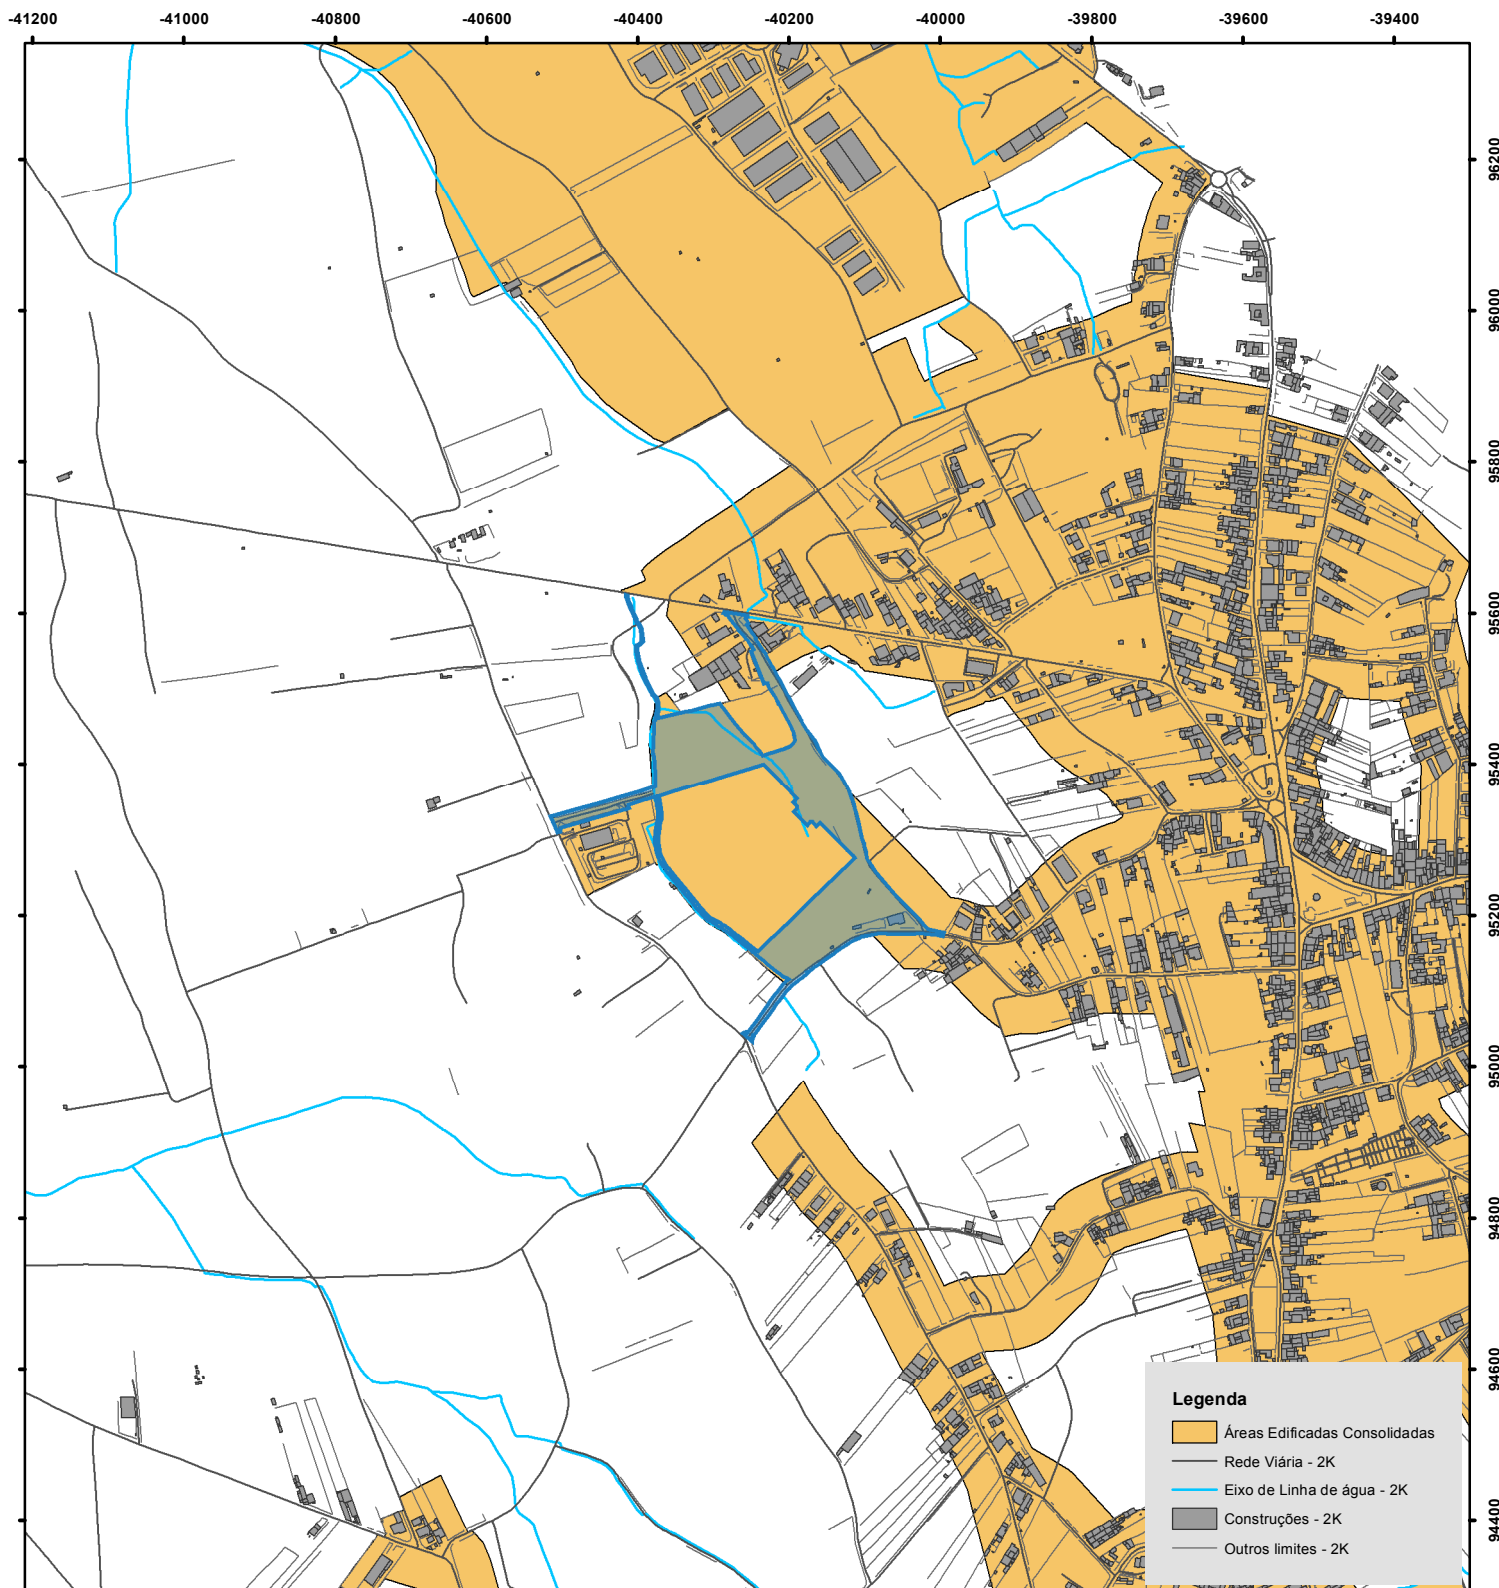 -41200 -41000 -40800 -40600 -40400 -40200 -40000 -39800 -39600 -39400
96200
96000
95800
95600
95400
95200
95000
94800
94600
94400
Legenda
Áreas Edificadas Consolidadas
Rede Viária - 2K
Eixo de Linha de água - 2K
Construções - 2K
Outros limites - 2K